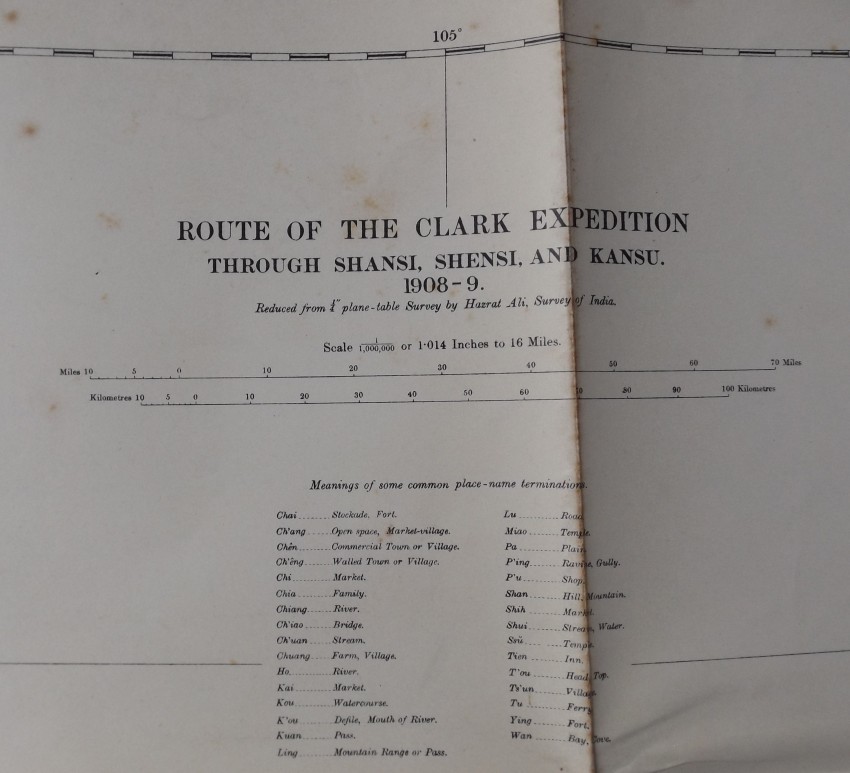 105°
ROUTE OF THE CLARK EXPEDITION
THROUGH SHANSI, SHENSI, AND KANSU.
1908-9.
Reduced from ¼" plane-table Survey by Hazrat Ali, Survey of India.
Scale 1/1,000,000 or 1·014 Inches to 16 Miles.
Miles 10 5 0 10 20 30 40 50 60 70 Miles
Kilometres 10 5 0 10 20 30 40 50 60 70 80 90 100 Kilometres
Meanings of some common place-name terminations.
Chai........Stockade, Fort.
Ch'ang......Open space, Market-village.
Chên........Commercial Town or Village.
Ch'êng......Walled Town or Village.
Chi.........Market.
Chia........Family.
Chiang......River.
Ch'iao......Bridge.
Ch'uan......Stream.
Chuang......Farm, Village.
Ho..........River.
Kai.........Market.
Kou.........Watercourse.
K'ou........Defile, Mouth of River.
Kuan........Pass.
Ling........Mountain Range or Pass.
Lu..........Road.
Miao........Temple.
Pa..........Plain.
P'ing.......Ravine, Gully.
P'u.........Shop.
Shan........Hill, Mountain.
Shih........Market.
Shui........Stream, Water.
Ssŭ.........Temple.
Tien........Inn.
T'ou........Head, Top.
Ts'un.......Village.
Tu..........Ferry.
Ying........Fort.
Wan.........Bay, Cove.